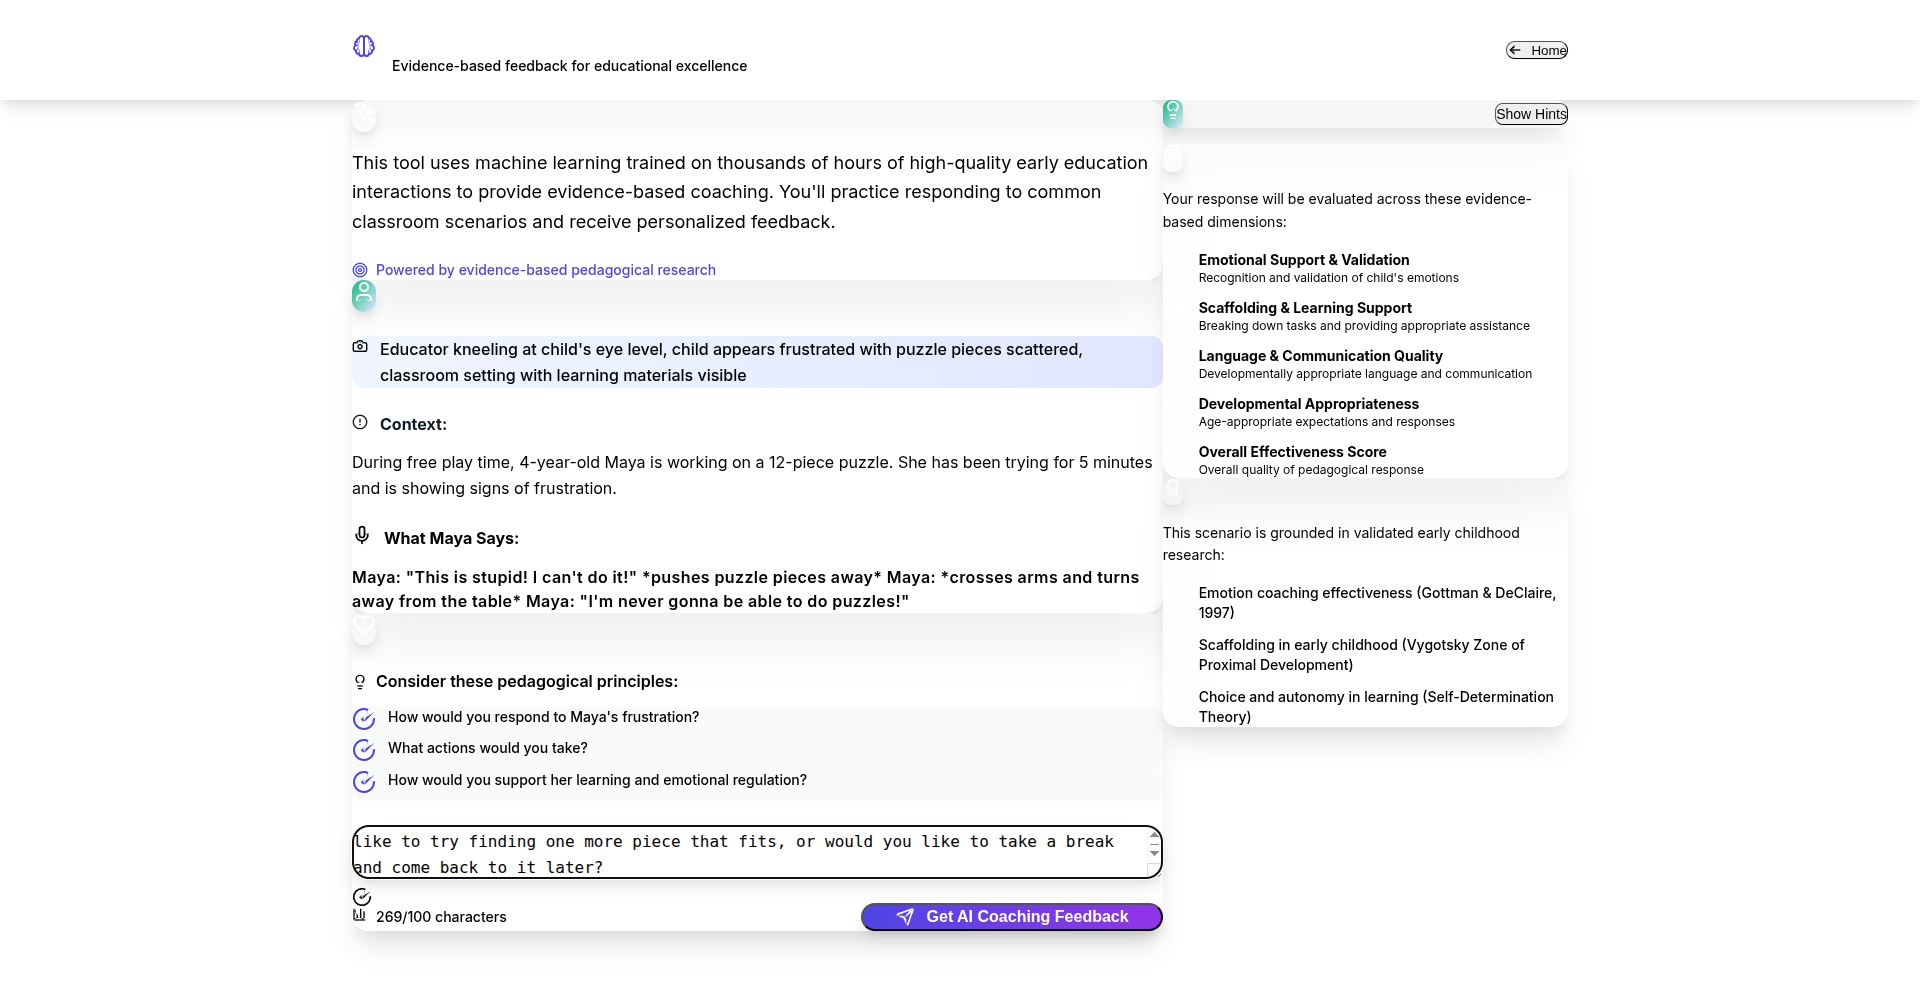 Evidence-based feedback for educational excellence
Home
This tool uses machine learning trained on thousands of hours of high-quality early education
interactions to provide evidence-based coaching. You'll practice responding to common
classroom scenarios and receive personalized feedback.
Powered by evidence-based pedagogical research
Educator kneeling at child's eye level, child appears frustrated with puzzle pieces scattered,
classroom setting with learning materials visible
Context:
During free play time, 4-year-old Maya is working on a 12-piece puzzle. She has been trying for 5 minutes
and is showing signs of frustration.
What Maya Says:
Maya: "This is stupid! I can't do it!" *pushes puzzle pieces away* Maya: *crosses arms and turns
away from the table* Maya: "I'm never gonna be able to do puzzles!"
Consider these pedagogical principles:
How would you respond to Maya's frustration?
What actions would you take?
How would you support her learning and emotional regulation?
like to try finding one more piece that fits, or would you like to take a break
and come back to it later?
269/100 characters
Get AI Coaching Feedback
Show Hints
Your response will be evaluated across these evidence-
based dimensions:
Emotional Support & Validation
Recognition and validation of child's emotions
Scaffolding & Learning Support
Breaking down tasks and providing appropriate assistance
Language & Communication Quality
Developmentally appropriate language and communication
Developmental Appropriateness
Age-appropriate expectations and responses
Overall Effectiveness Score
Overall quality of pedagogical response
This scenario is grounded in validated early childhood
research:
Emotion coaching effectiveness (Gottman & DeClaire,
1997)
Scaffolding in early childhood (Vygotsky Zone of
Proximal Development)
Choice and autonomy in learning (Self-Determination
Theory)